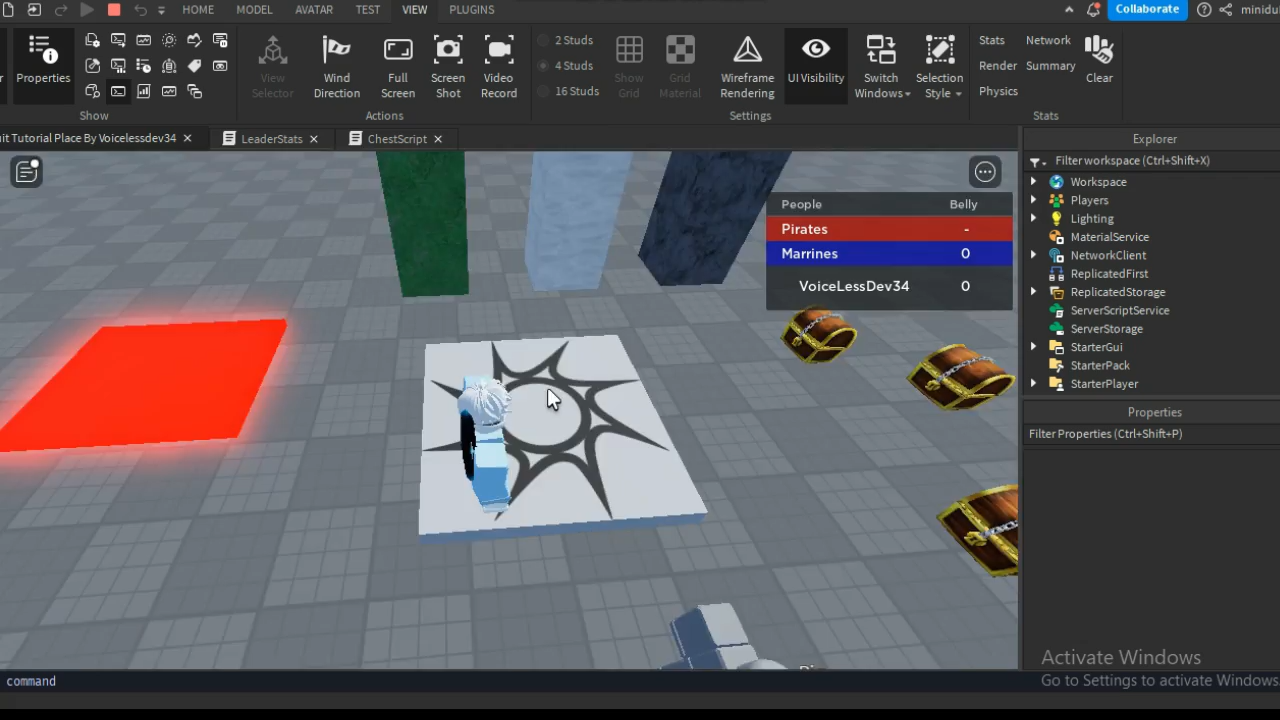 HOME MODEL AVATAR TEST VIEW PLUGINS Collaborate
Properties
View Selector
Wind Direction
Full Screen
Screen Shot
Video Record
2 Studs
4 Studs
16 Studs
Show Grid
Grid Material
Wireframe Rendering
UI Visibility
Switch Windows
Selection Style
Stats Network
Render Summary
Physics
Clear
Show Actions Settings Stats
it Tutorial Place By Voicelessdev34 LeaderStats ChestScript
People Belly
Pirates -
Marrines 0
VoiceLessDev34 0
Explorer
Filter workspace (Ctrl+Shift+X)
Workspace
Players
Lighting
MaterialService
NetworkClient
ReplicatedFirst
ReplicatedStorage
ServerScriptService
ServerStorage
StarterGui
StarterPack
StarterPlayer
Properties
Filter Properties (Ctrl+Shift+P)
Activate Windows
Go to Settings to activate Windows
command